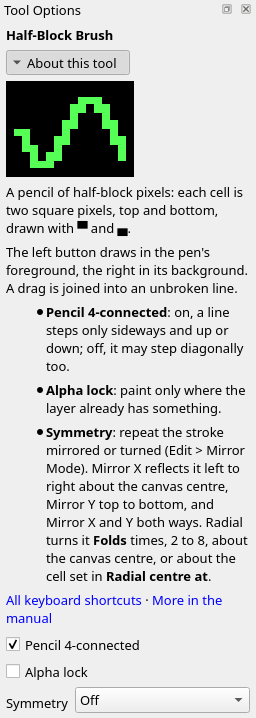 Tool Options
Half-Block Brush
About this tool
A pencil of half-block pixels: each cell is
two square pixels, top and bottom,
drawn with ▀ and ▄.
The left button draws in the pen's
foreground, the right in its background.
A drag is joined into an unbroken line.
• Pencil 4-connected: on, a line
steps only sideways and up or
down; off, it may step diagonally
too.
• Alpha lock: paint only where the
layer already has something.
• Symmetry: repeat the stroke
mirrored or turned (Edit > Mirror
Mode). Mirror X reflects it left to
right about the canvas centre,
Mirror Y top to bottom, and
Mirror X and Y both ways. Radial
turns it Folds times, 2 to 8, about
the canvas centre, or about the
cell set in Radial centre at.
All keyboard shortcuts · More in the
manual
Pencil 4-connected
Alpha lock
Symmetry Off